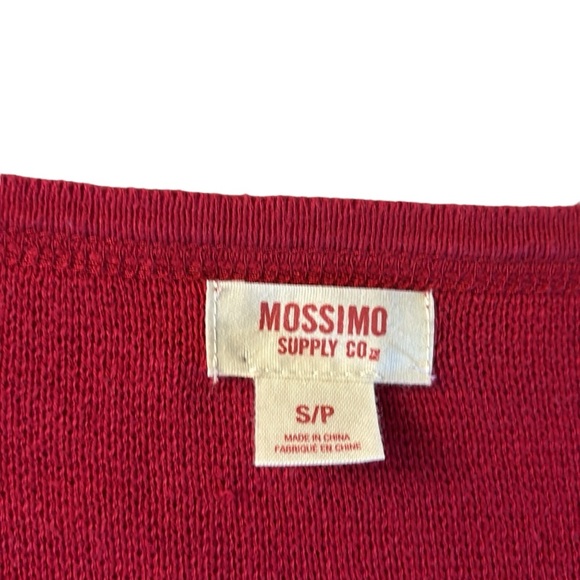 MOSSIMO
SUPPLY CO
S/P
MADE IN CHINA
FABRIQUÉ EN CHINE